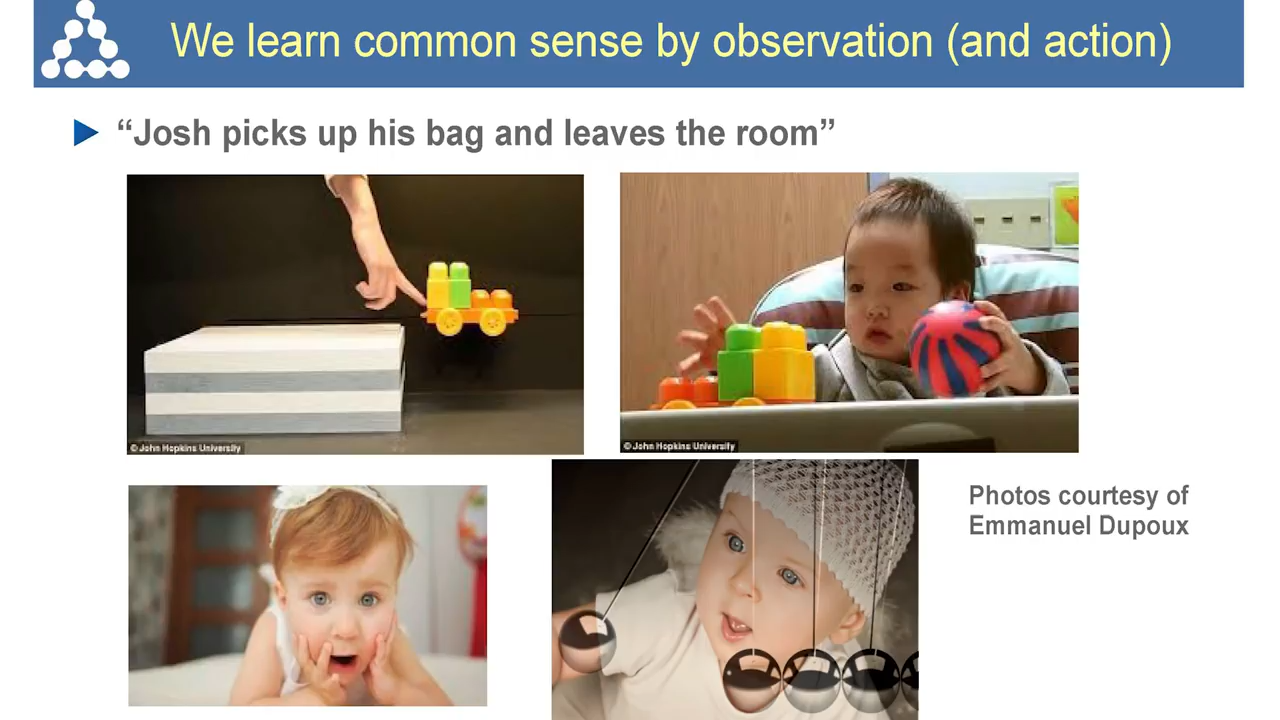 We learn common sense by observation (and action)
“Josh picks up his bag and leaves the room”
© John Hopkins University
© John Hopkins University
Photos courtesy of
Emmanuel Dupoux